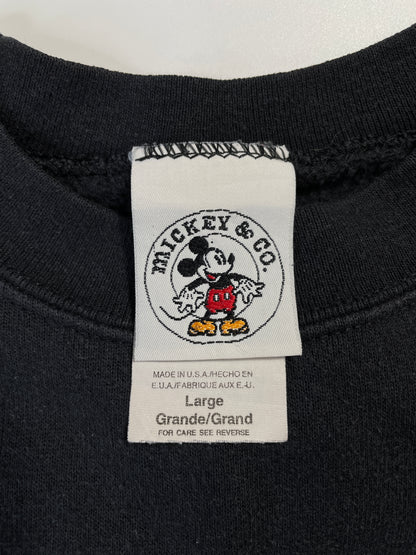 MICKEY & CO.
MADE IN U.S.A./HECHO EN
E.U.A./FABRIQUE AUX E.-U.
Large
Grande/Grand
FOR CARE SEE REVERSE